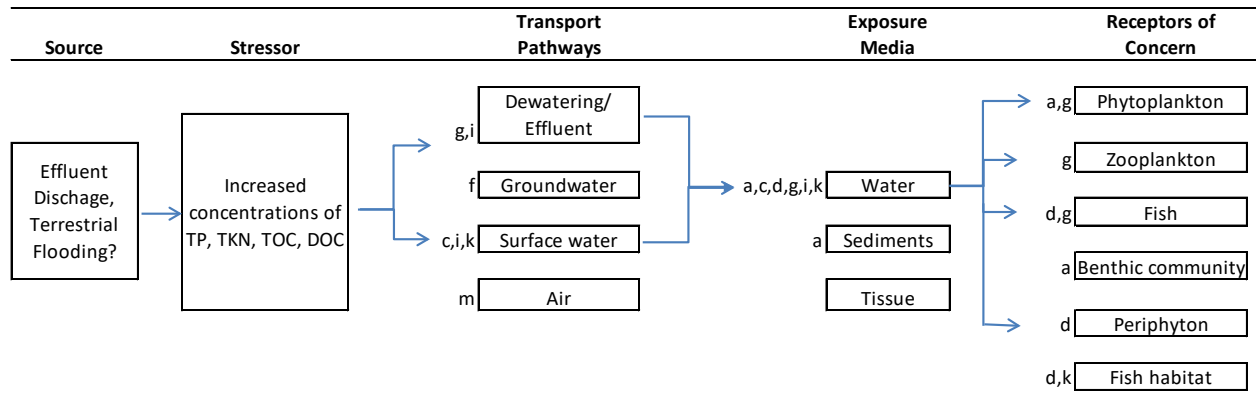 Source
Stressor
Transport
Pathways
Exposure
Media
Receptors of
Concern
Effluent
Dischage,
Terrestrial
Flooding?
Increased
concentrations of
TP, TKN, TOC, DOC
g,i
Dewatering/
Effluent
f
Groundwater
c,i,k
Surface water
m
Air
a,c,d,g,i,k
Water
a
Sediments
Tissue
a,g
Phytoplankton
g
Zooplankton
d,g
Fish
a
Benthic community
d
Periphyton
d,k
Fish habitat